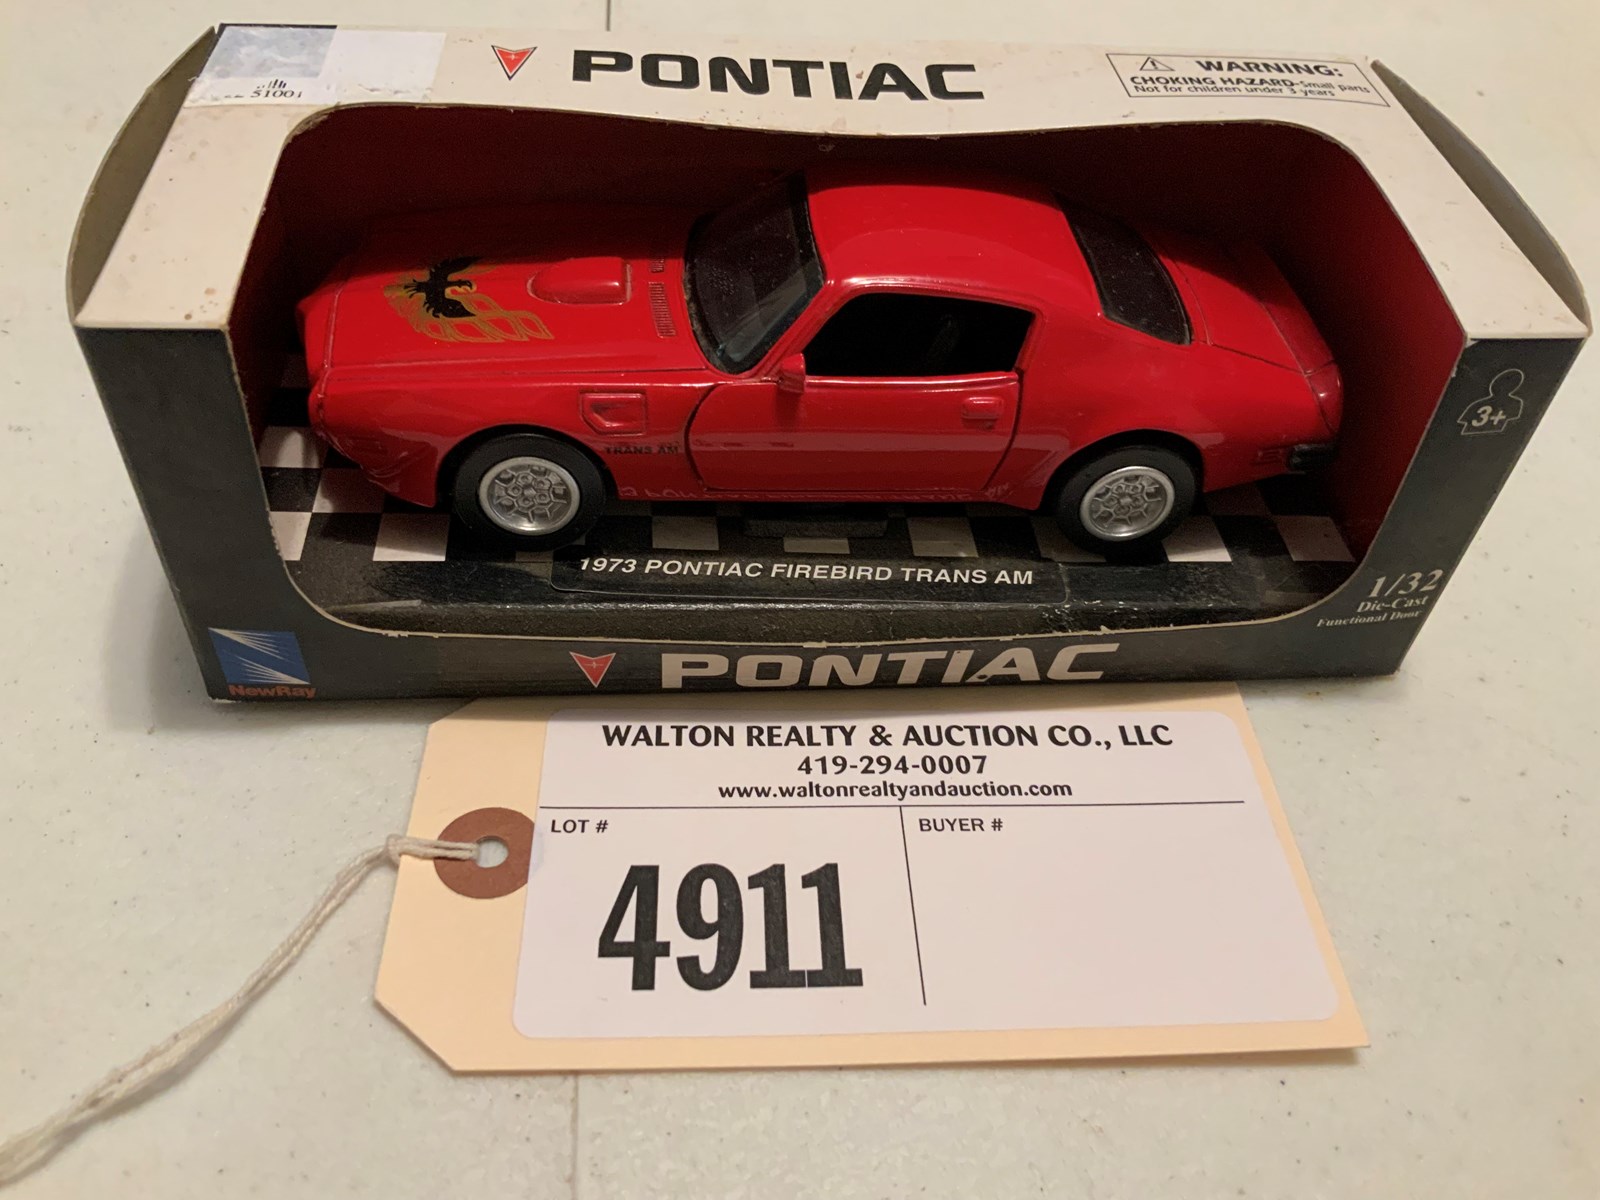 PONTIAC
WARNING:
CHOKING HAZARD-Small parts
Not for children under 3 years
51001
TRANS AM
3+
1973 PONTIAC FIREBIRD TRANS AM
1/32
Die-Cast
Functional Door
NewRay
PONTIAC
WALTON REALTY & AUCTION CO., LLC
419-294-0007
www.waltonrealtyandauction.com
LOT #
BUYER #
4911